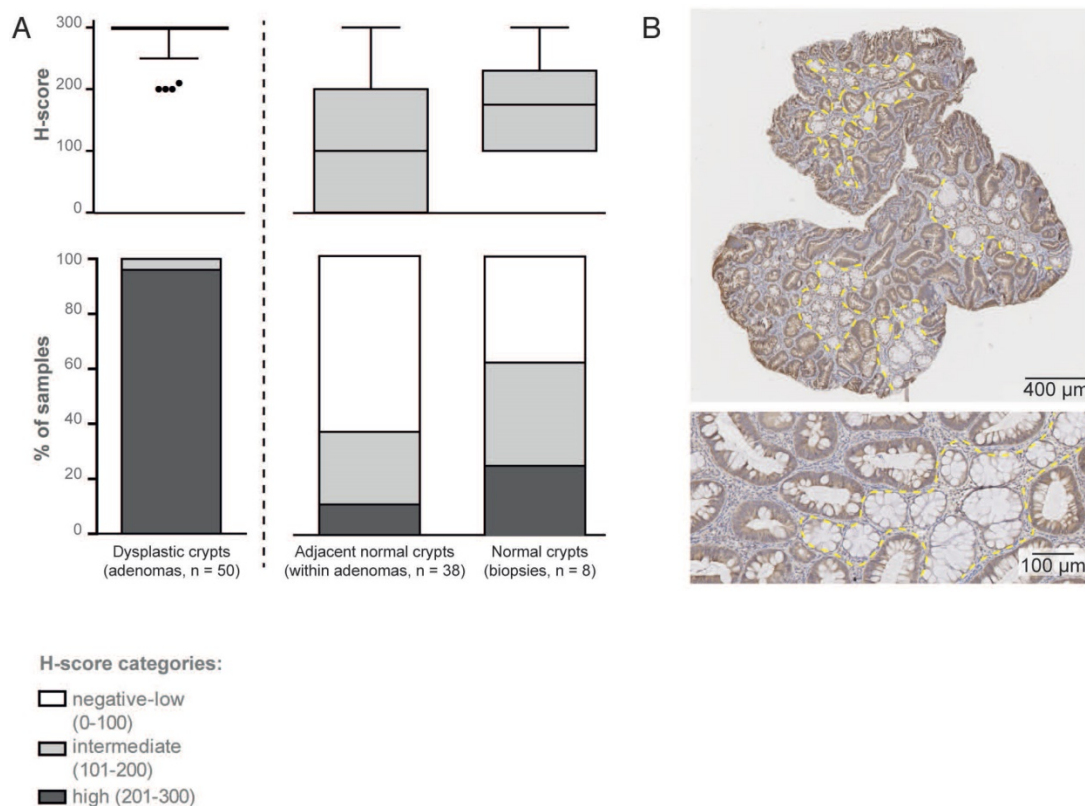 A
B
300
200
100
0
H-score
100
80
60
40
20
0
% of samples
Dysplastic crypts
(adenomas, n = 50)
Adjacent normal crypts
(within adenomas, n = 38)
Normal crypts
(biopsies, n = 8)
400 µm
100 µm
H-score categories:
negative-low
(0-100)
intermediate
(101-200)
high (201-300)